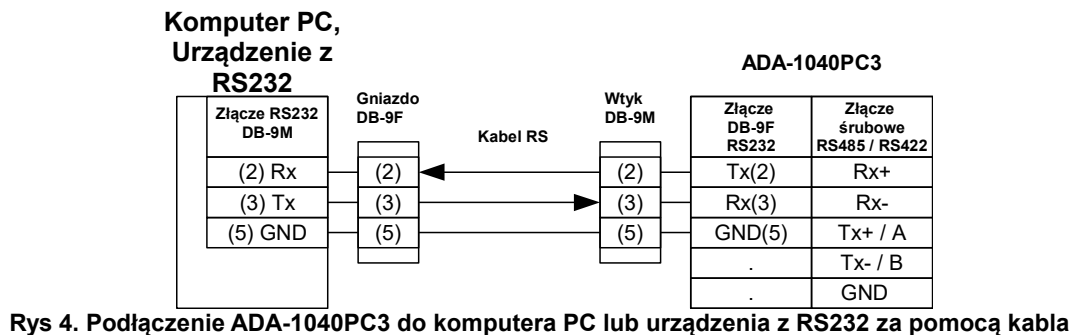 Komputer PC,
Urządzenie z
RS232
ADA-1040PC3
Złącze RS232
DB-9M
Gniazdo
DB-9F
Kabel RS
Wtyk
DB-9M
Złącze
DB-9F
RS232
Złącze
śrubowe
RS485 / RS422
(2) Rx (2) (2) Tx(2) Rx+
(3) Tx (3) (3) Rx(3) Rx-
(5) GND (5) (5) GND(5) Tx+ / A
. Tx- / B
. GND
Rys 4. Podłączenie ADA-1040PC3 do komputera PC lub urządzenia z RS232 za pomocą kabla